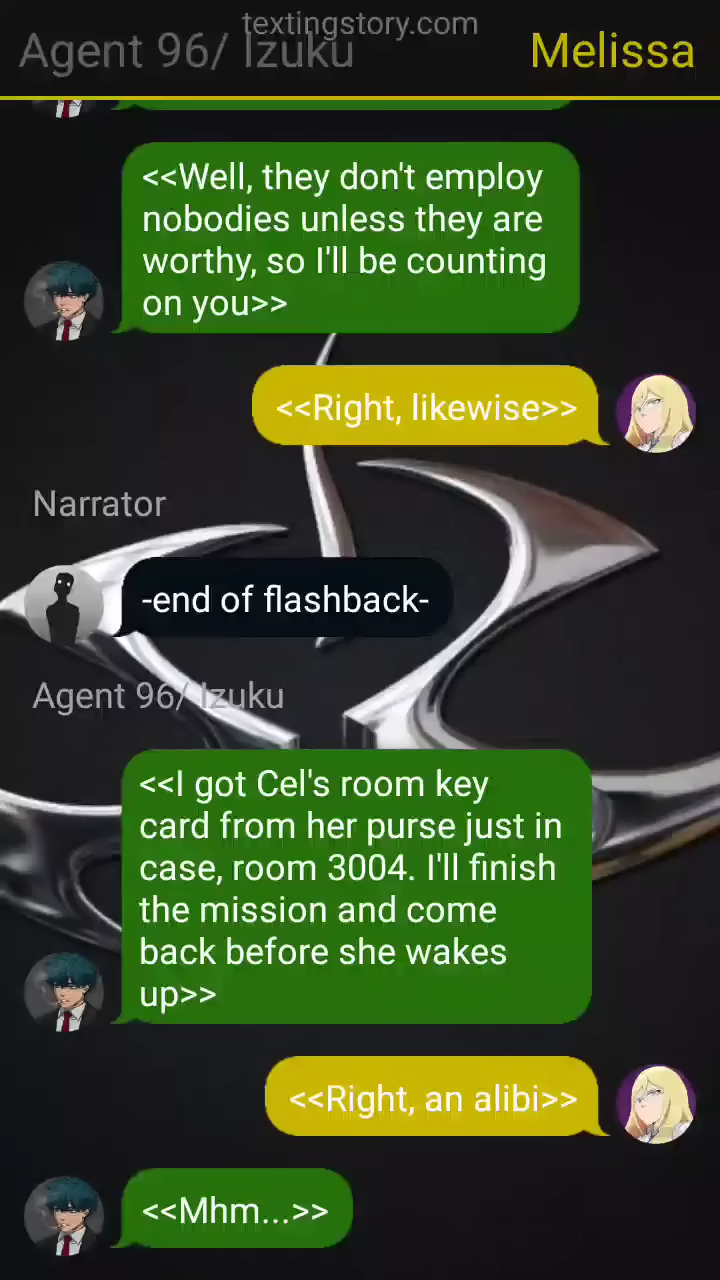 textingstory.com
Agent 96/ Izuku
Melissa
<<Well, they don't employ
nobodies unless they are
worthy, so I'll be counting
on you>>
<<Right, likewise>>
Narrator
-end of flashback-
Agent 96/ Izuku
<<I got Cel's room key
card from her purse just in
case, room 3004. I'll finish
the mission and come
back before she wakes
up>>
<<Right, an alibi>>
<<Mhm...>>